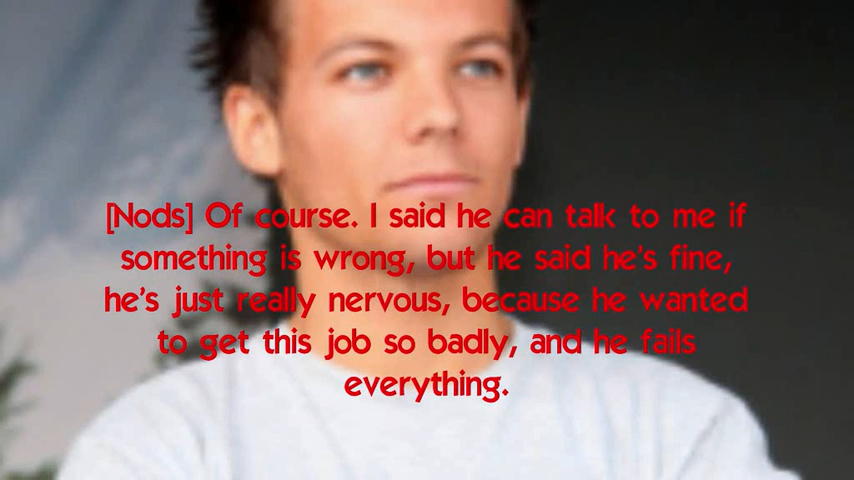 [Nods] Of course. I said he can talk to me if
something is wrong, but he said he's fine,
he's just really nervous, because he wanted
to get this job so badly, and he fails
everything.